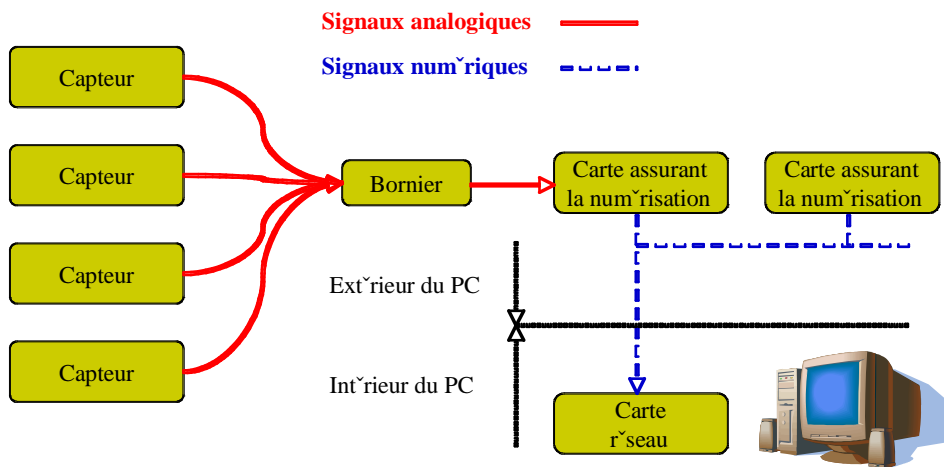 Signaux analogiques
Signaux numˇriques
Capteur
Capteur
Capteur
Capteur
Bornier
Carte assurant
la numˇrisation
Carte assurant
la numˇrisation
Extˇrieur du PC
Intˇrieur du PC
Carte
rˇseau